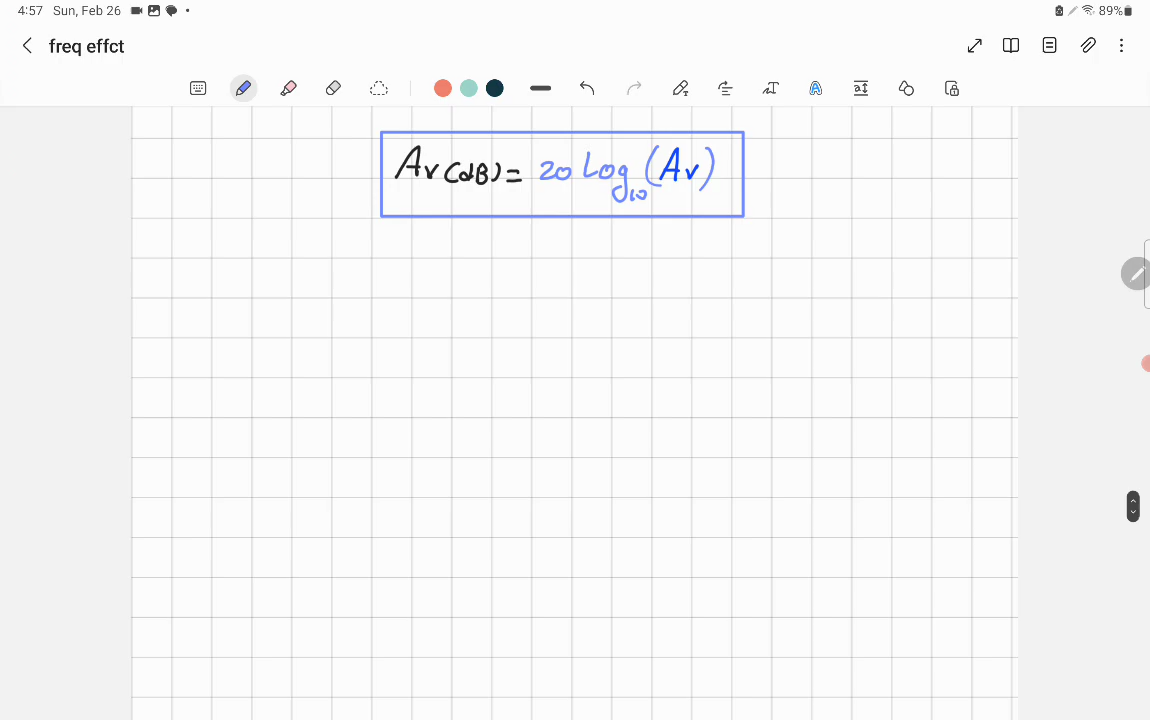 4:57 Sun, Feb 26 89%
freq effct
Av(dB) = 20 Log₁₀(Av)